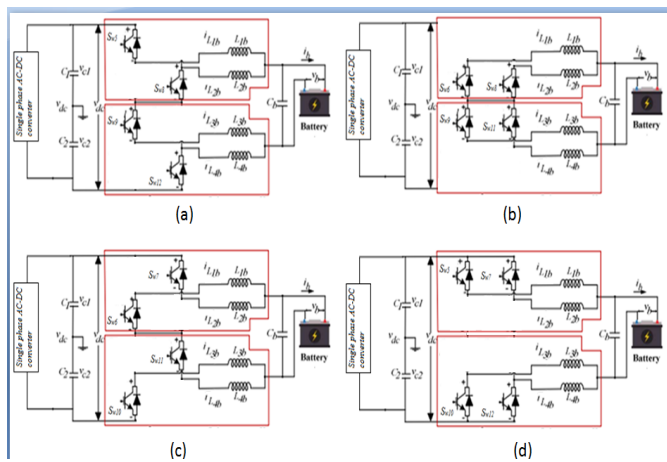 Single phase AC-DC converter
C1
vc1
vdc
C2
vc2
vdc
Sw5
Sw8
Sw9
Sw12
iL1b
L1b
iL2b
L2b
iL3b
L3b
iL4b
L4b
Cb
ib
vb
Battery
(a)
Single phase AC-DC converter
C1
vc1
vdc
C2
vc2
vdc
Sw6
Sw8
Sw9
Sw11
iL1b
L1b
iL2b
L2b
iL3b
L3b
iL4b
L4b
Cb
ib
vb
Battery
(b)
Single phase AC-DC converter
C1
vc1
vdc
C2
vc2
vdc
Sw7
Sw6
Sw11
Sw10
iL1b
L1b
iL2b
L2b
iL3b
L3b
iL4b
L4b
Cb
ib
vb
Battery
(c)
Single phase AC-DC converter
C1
vc1
vdc
C2
vc2
vdc
Sw5
Sw7
Sw10
Sw12
iL1b
L1b
iL2b
L2b
iL3b
L3b
iL4b
L4b
Cb
ib
vb
Battery
(d)